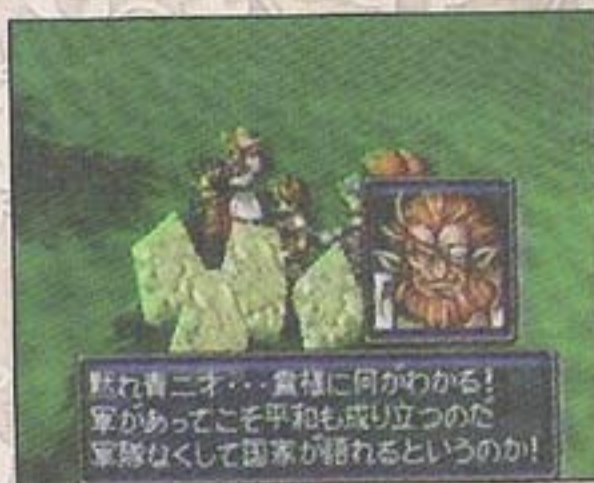 黙れ青二才・・・貴様に何がわかる!
軍があってこそ平和も成り立つのだ
軍隊なくして国家が語れるというのか!